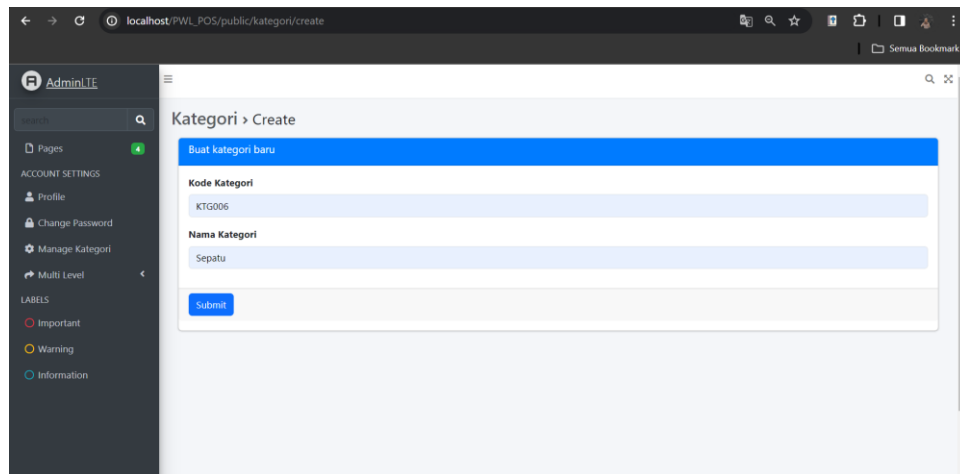 localhost/PWL_POS/public/kategori/create
Semua Bookmark
AdminLTE
search
Kategori › Create
Pages 4
Buat kategori baru
ACCOUNT SETTINGS
Kode Kategori
Profile
KTG006
Change Password
Nama Kategori
Manage Kategori
Sepatu
Multi Level
LABELS
Submit
Important
Warning
Information